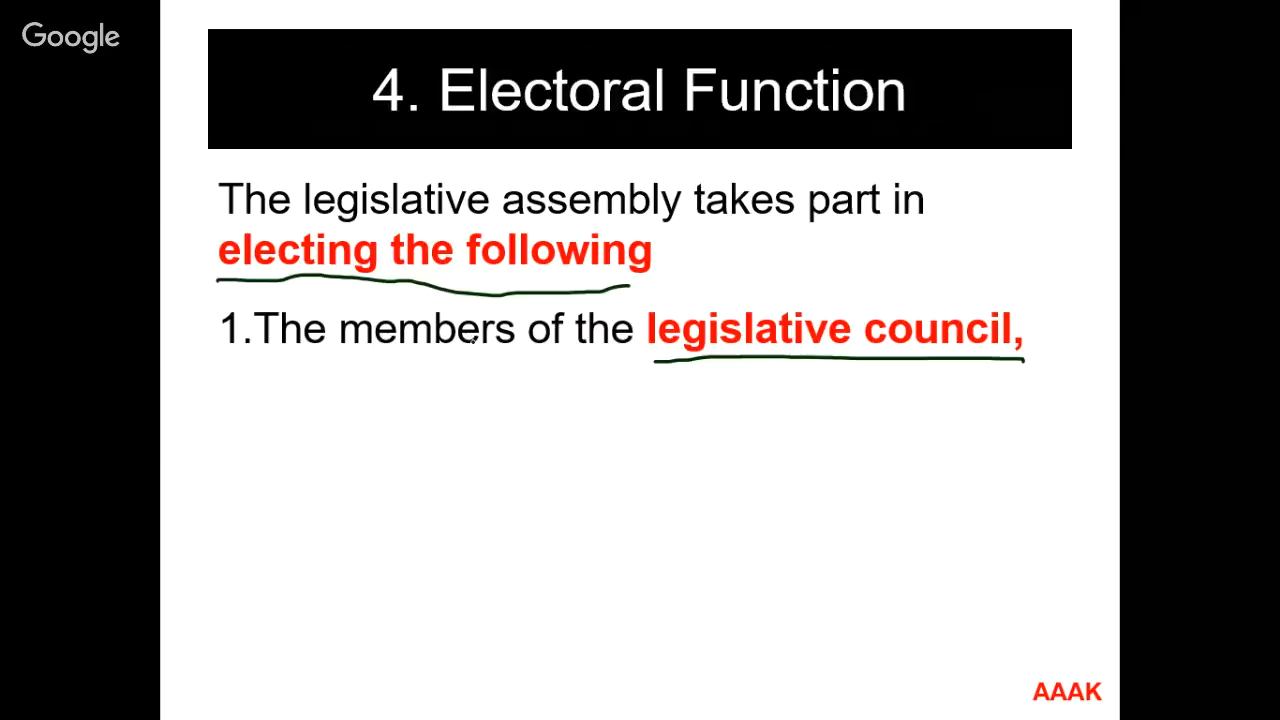 Google
4. Electoral Function
The legislative assembly takes part in
electing the following
1.The members of the legislative council,
AAAK